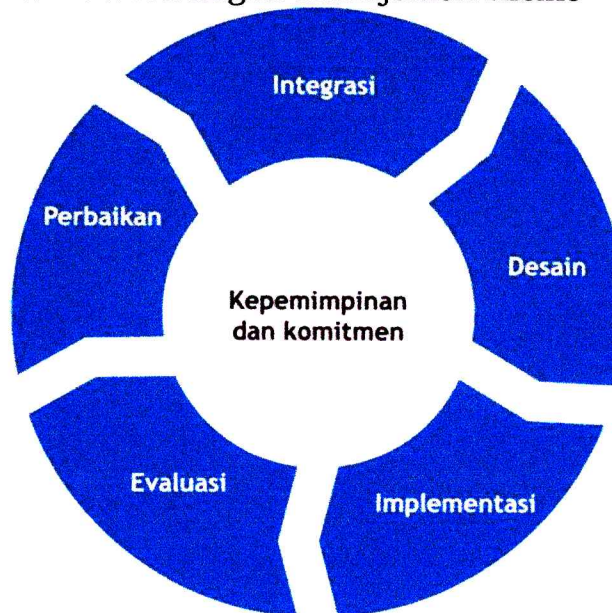 Integrasi
Perbaikan
Desain
Kepemimpinan
dan komitmen
Evaluasi
Implementasi